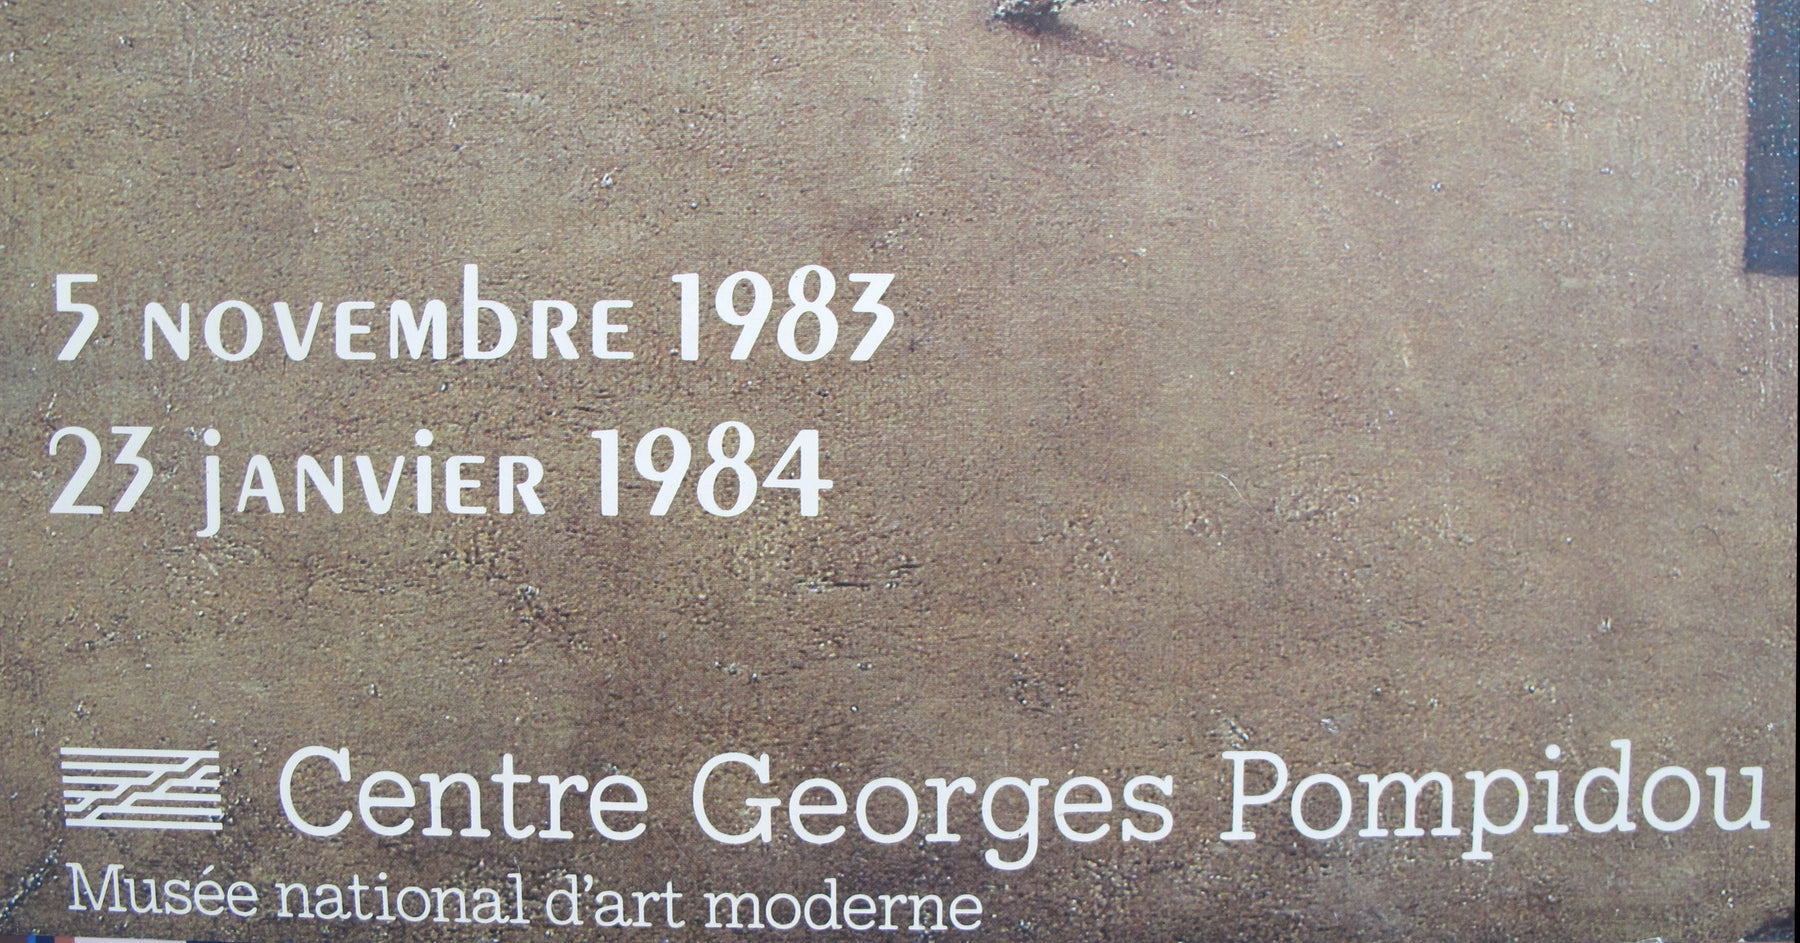 5 novembre 1983
23 janvier 1984
Centre Georges Pompidou
Musée national d'art moderne